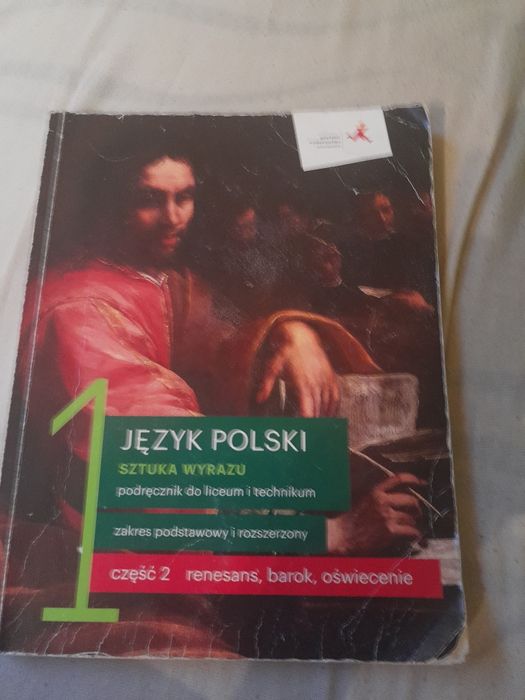 1
JĘZYK POLSKI
SZTUKA WYRAZU
podręcznik do liceum i technikum
zakres podstawowy i rozszerzony
część 2 renesans, barok, oświecenie